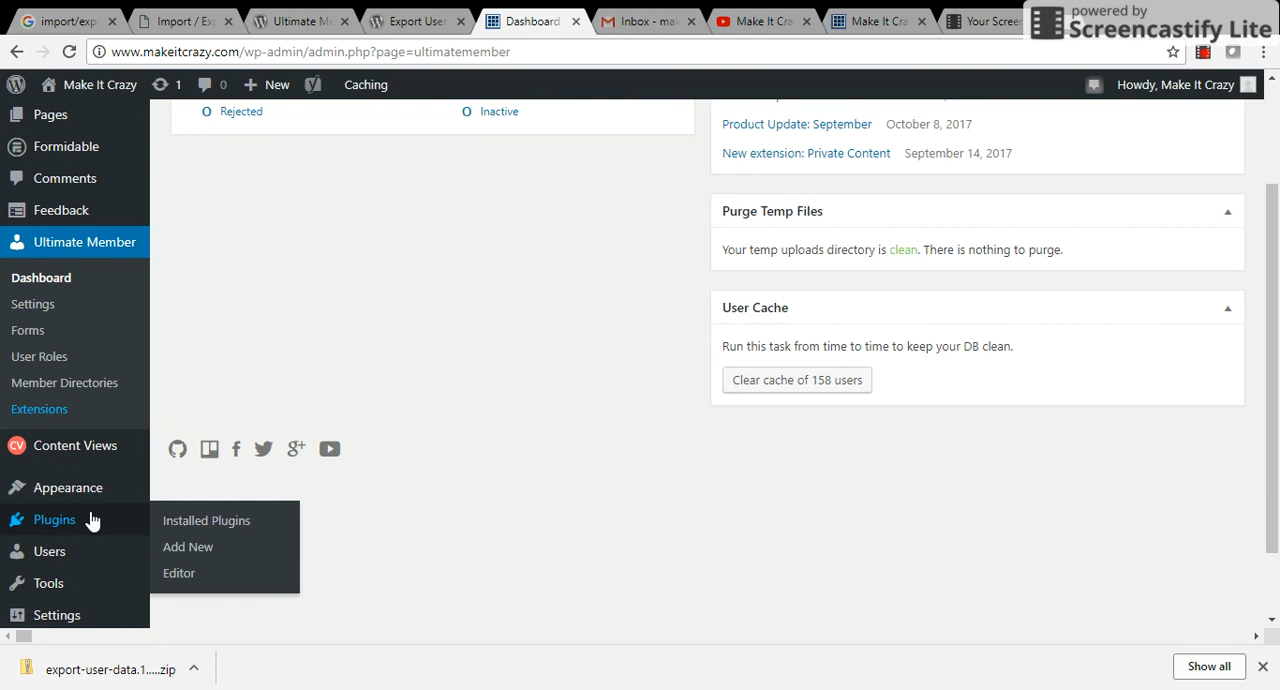 import/exp
Import / Ex
Ultimate M
Export Use
Dashboard
Inbox - ma
Make It Cra
Make It Cra
Your Scree
powered by
Screencastify Lite
www.makeitcrazy.com/wp-admin/admin.php?page=ultimatemember
Make It Crazy
1
0
New
Caching
Howdy, Make It Crazy
Pages
Formidable
Comments
Feedback
Ultimate Member
Dashboard
Settings
Forms
User Roles
Member Directories
Extensions
CV Content Views
Appearance
Plugins
Users
Tools
Settings
Installed Plugins
Add New
Editor
0 Rejected
0 Inactive
Product Update: September October 8, 2017
New extension: Private Content September 14, 2017
Purge Temp Files
Your temp uploads directory is clean. There is nothing to purge.
User Cache
Run this task from time to time to keep your DB clean.
Clear cache of 158 users
export-user-data.1.....zip
Show all